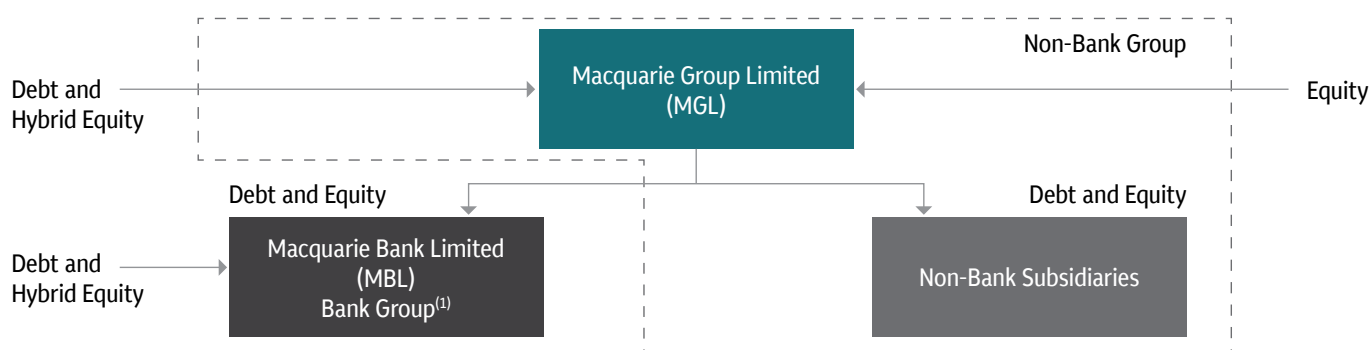 Non-Bank Group
Macquarie Group Limited
(MGL)
Debt and
Hybrid Equity
Equity
Debt and Equity
Debt and Equity
Macquarie Bank Limited
(MBL)
Bank Group(1)
Debt and
Hybrid Equity
Non-Bank Subsidiaries